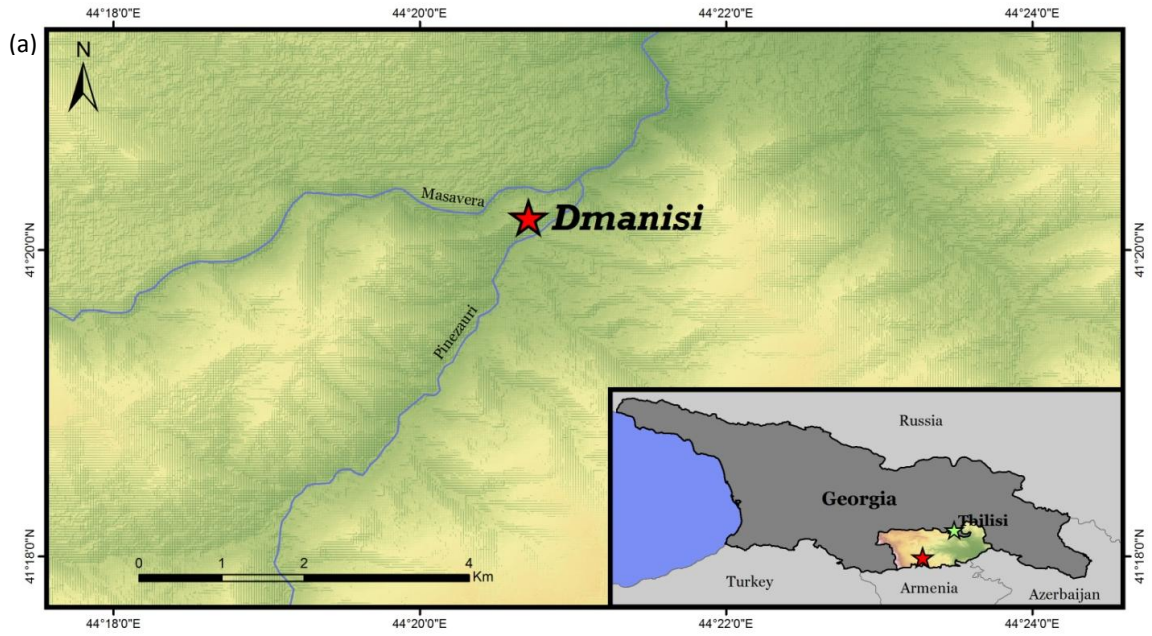 44°18'0"E 44°20'0"E 44°22'0"E 44°24'0"E
(a)
N
Masavera
Dmanisi
41°20'0"N 41°20'0"N
Pinezauri
Russia
Georgia
Tbilisi
41°18'0"N 41°18'0"N
0 1 2 4
Km
Turkey
Armenia
Azerbaijan
44°18'0"E 44°20'0"E 44°22'0"E 44°24'0"E